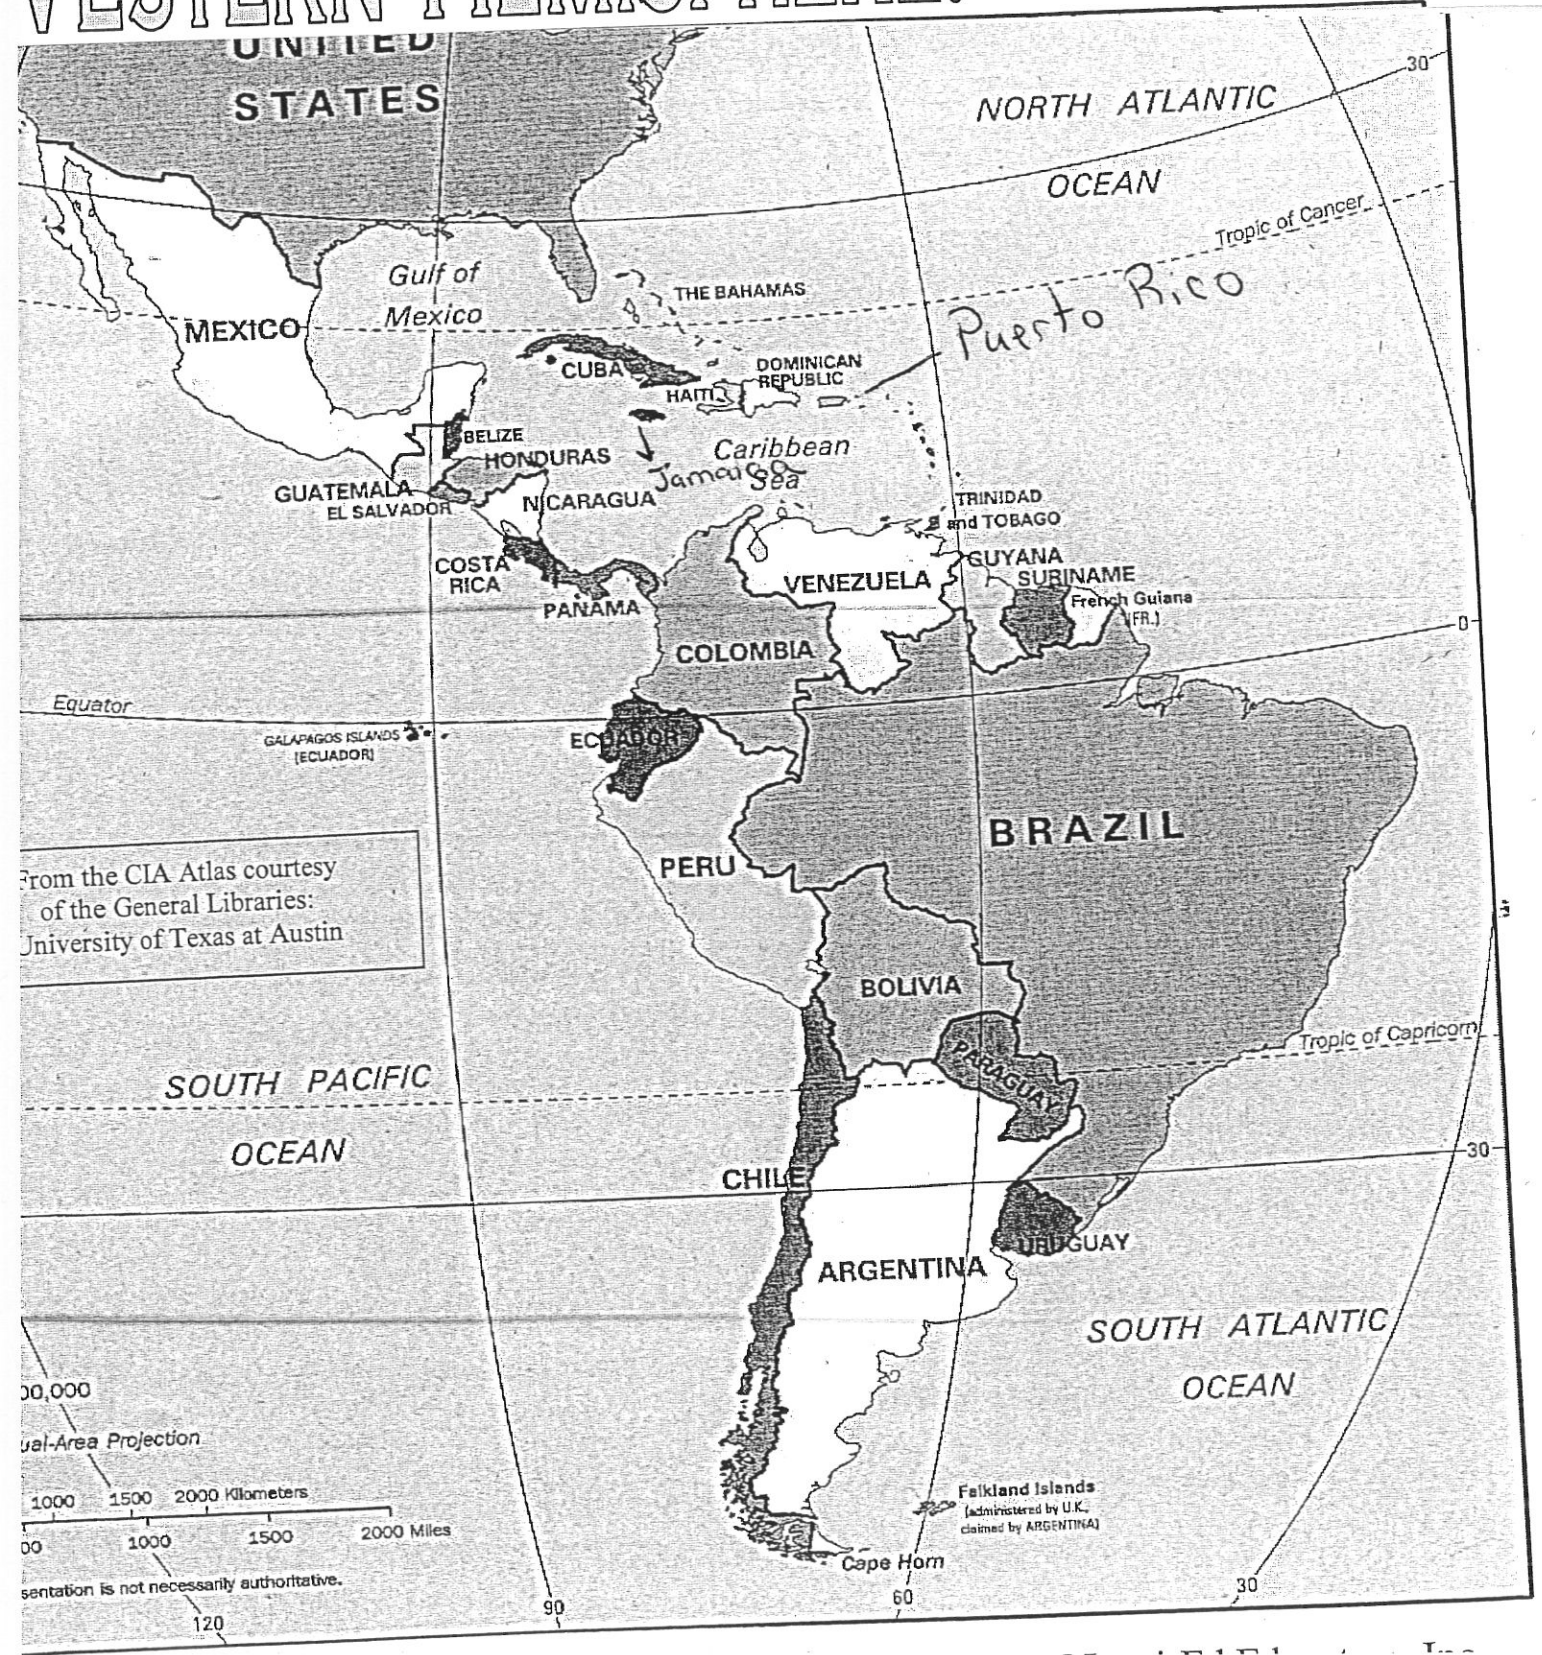 UNITED
STATES
NORTH ATLANTIC
OCEAN
30
Tropic of Cancer
Gulf of
Mexico
THE BAHAMAS
Puerto Rico
MEXICO
CUBA
DOMINICAN
REPUBLIC
HAITI
BELIZE
HONDURAS
Caribbean
Sea
Jamaica
GUATEMALA
EL SALVADOR
NICARAGUA
TRINIDAD
and TOBAGO
COSTA
RICA
PANAMA
VENEZUELA
GUYANA
SURINAME
French Guiana
(FR.)
0
COLOMBIA
Equator
GALAPAGOS ISLANDS
(ECUADOR)
ECUADOR
BRAZIL
PERU
From the CIA Atlas courtesy
of the General Libraries:
University of Texas at Austin
BOLIVIA
Tropic of Capricorn
PARAGUAY
SOUTH PACIFIC
OCEAN
30
CHILE
URUGUAY
ARGENTINA
SOUTH ATLANTIC
OCEAN
00,000
ual-Area Projection
1000 1500 2000 Kilometers
00 1000 1500 2000 Miles
sentation is not necessarily authoritative.
Falkland Islands
(administered by U.K.,
claimed by ARGENTINA)
Cape Horn
120 90 60 30